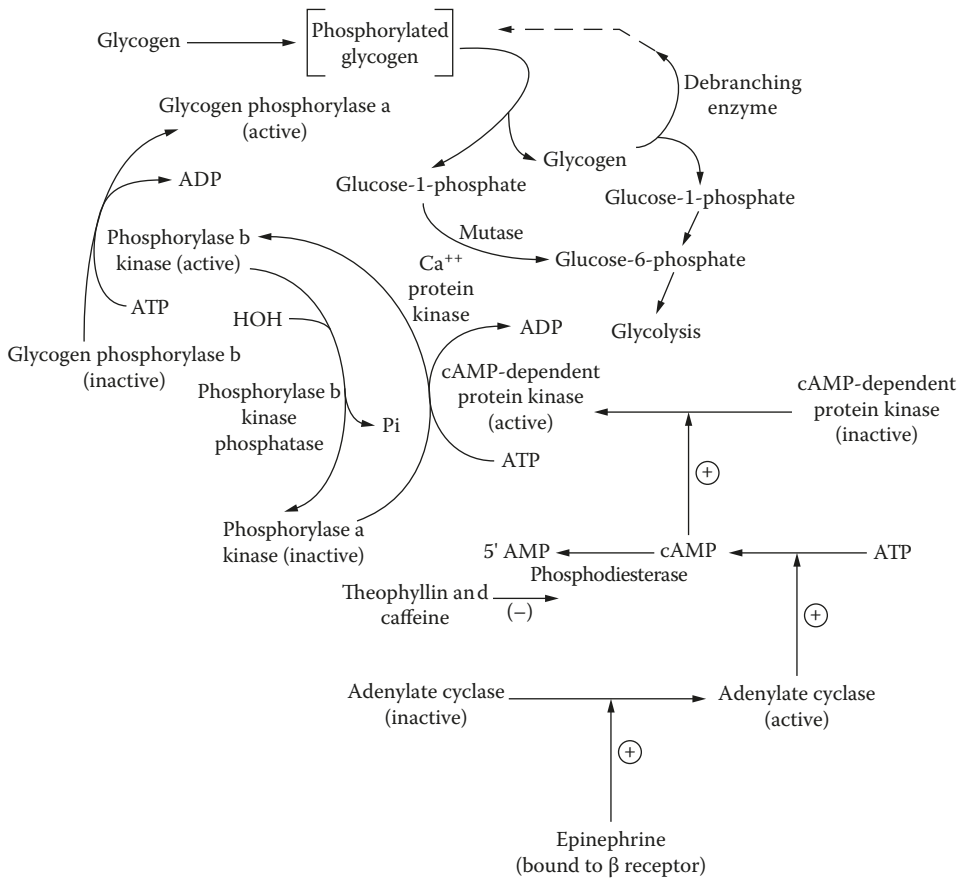 Glycogen
Phosphorylated
glycogen
Debranching
enzyme
Glycogen phosphorylase a
(active)
Glycogen
ADP
Glucose-1-phosphate
Glucose-1-phosphate
Mutase
Phosphorylase b
kinase (active)
Glucose-6-phosphate
Ca++
protein
kinase
ATP
HOH
ADP
Glycolysis
Glycogen phosphorylase b
(inactive)
cAMP-dependent
protein kinase
(active)
cAMP-dependent
protein kinase
(inactive)
Phosphorylase b
kinase
phosphatase
Pi
ATP
+
Phosphorylase a
kinase (inactive)
5' AMP
cAMP
ATP
Phosphodiesterase
Theophyllin and
caffeine
(–)
+
Adenylate cyclase
(inactive)
Adenylate cyclase
(active)
+
Epinephrine
(bound to β receptor)